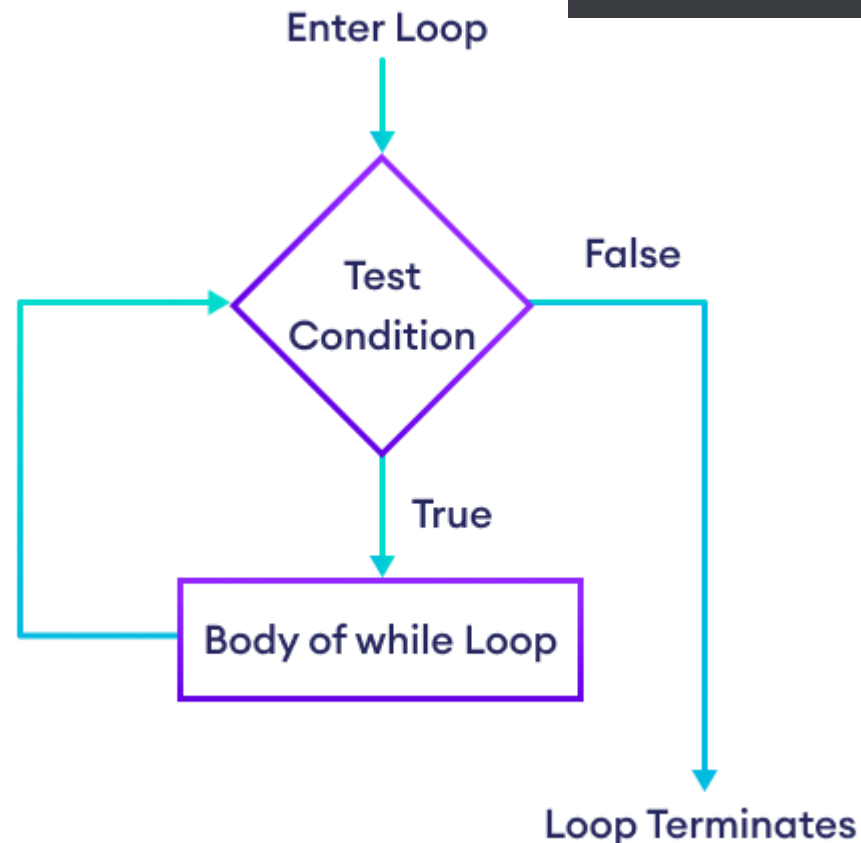 Enter Loop
False
Test
Condition
True
Body of while Loop
Loop Terminates